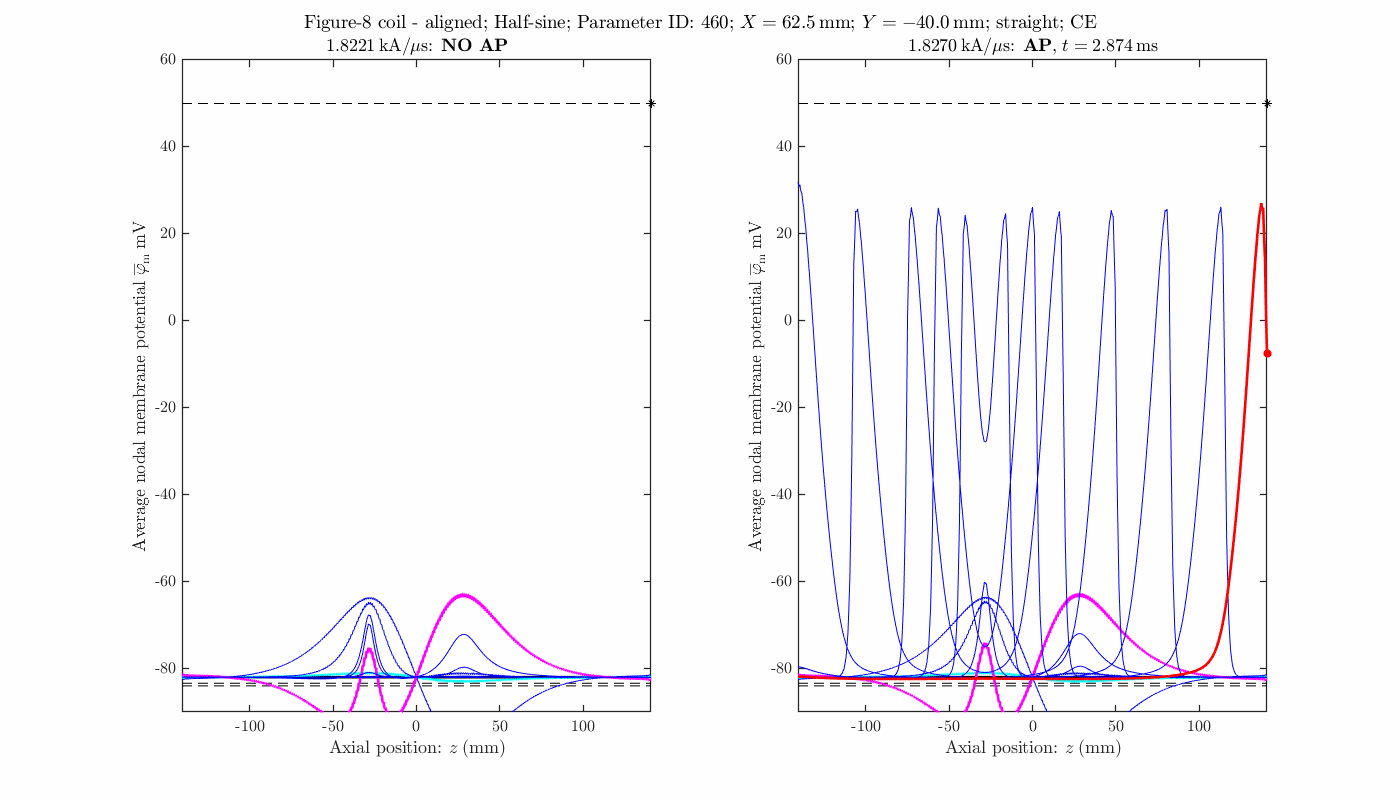 Figure-8 coil - aligned; Half-sine; Parameter ID: 460; X = 62.5 mm; Y = −40.0 mm; straight; CE
1.8221 kA/μs: NO AP
60
40
20
0
-20
-40
-60
-80
-100 -50 0 50 100
Average nodal membrane potential φ̅m mV
Axial position: z (mm)
1.8270 kA/μs: AP, t = 2.874 ms
60
40
20
0
-20
-40
-60
-80
-100 -50 0 50 100
Average nodal membrane potential φ̅m mV
Axial position: z (mm)